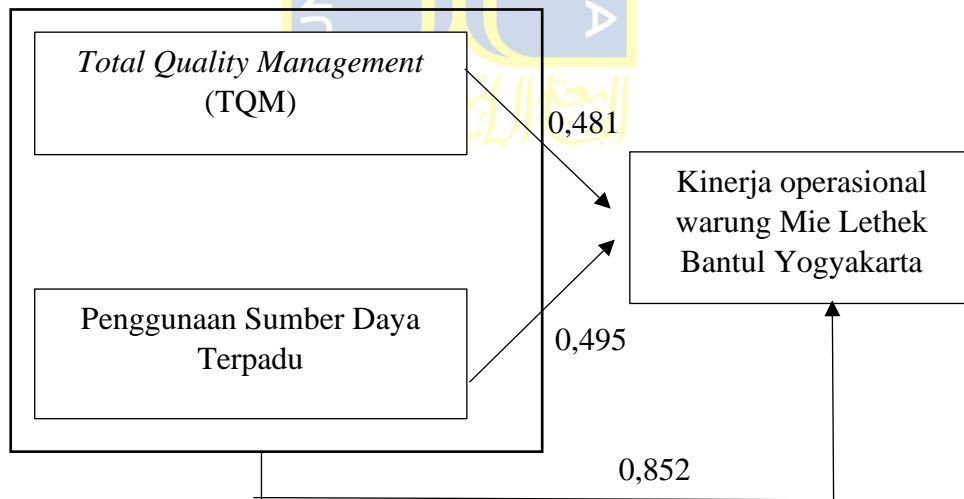 Total Quality Management
(TQM)
0,481
Kinerja operasional
warung Mie Lethek
Bantul Yogyakarta
Penggunaan Sumber Daya
Terpadu
0,495
0,852